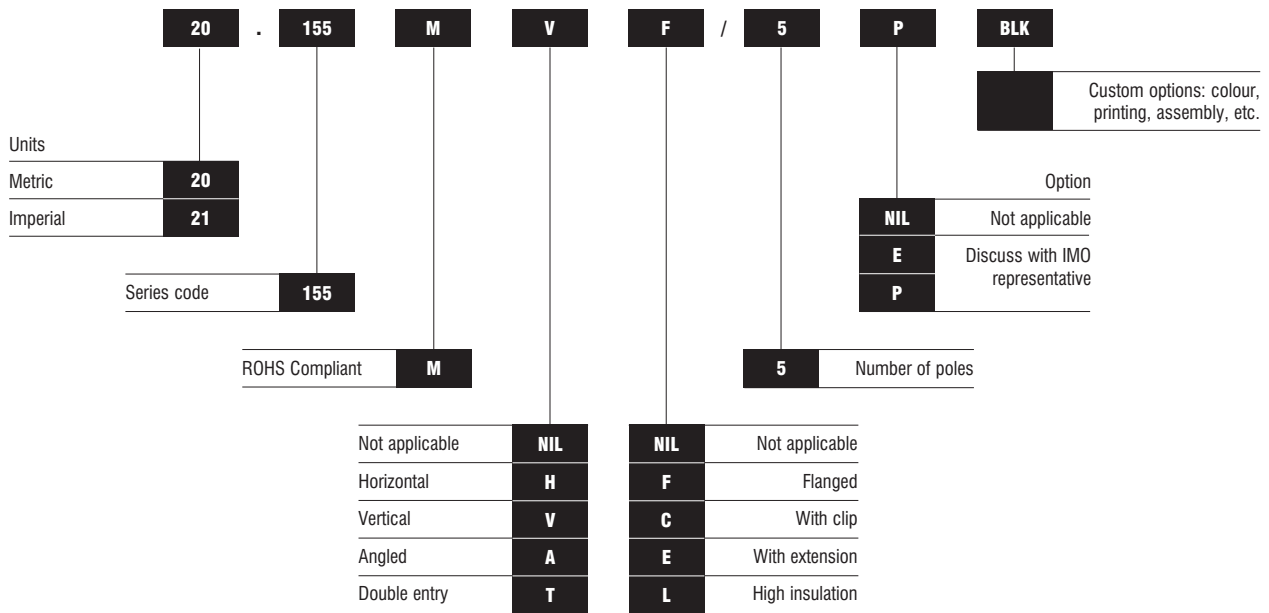 20 . 155 M V F / 5 P BLK
Custom options: colour,
printing, assembly, etc.
Units
Metric 20
Imperial 21
Option
NIL Not applicable
E Discuss with IMO
representative
P
Series code 155
ROHS Compliant M
5 Number of poles
Not applicable NIL
Horizontal H
Vertical V
Angled A
Double entry T
NIL Not applicable
F Flanged
C With clip
E With extension
L High insulation